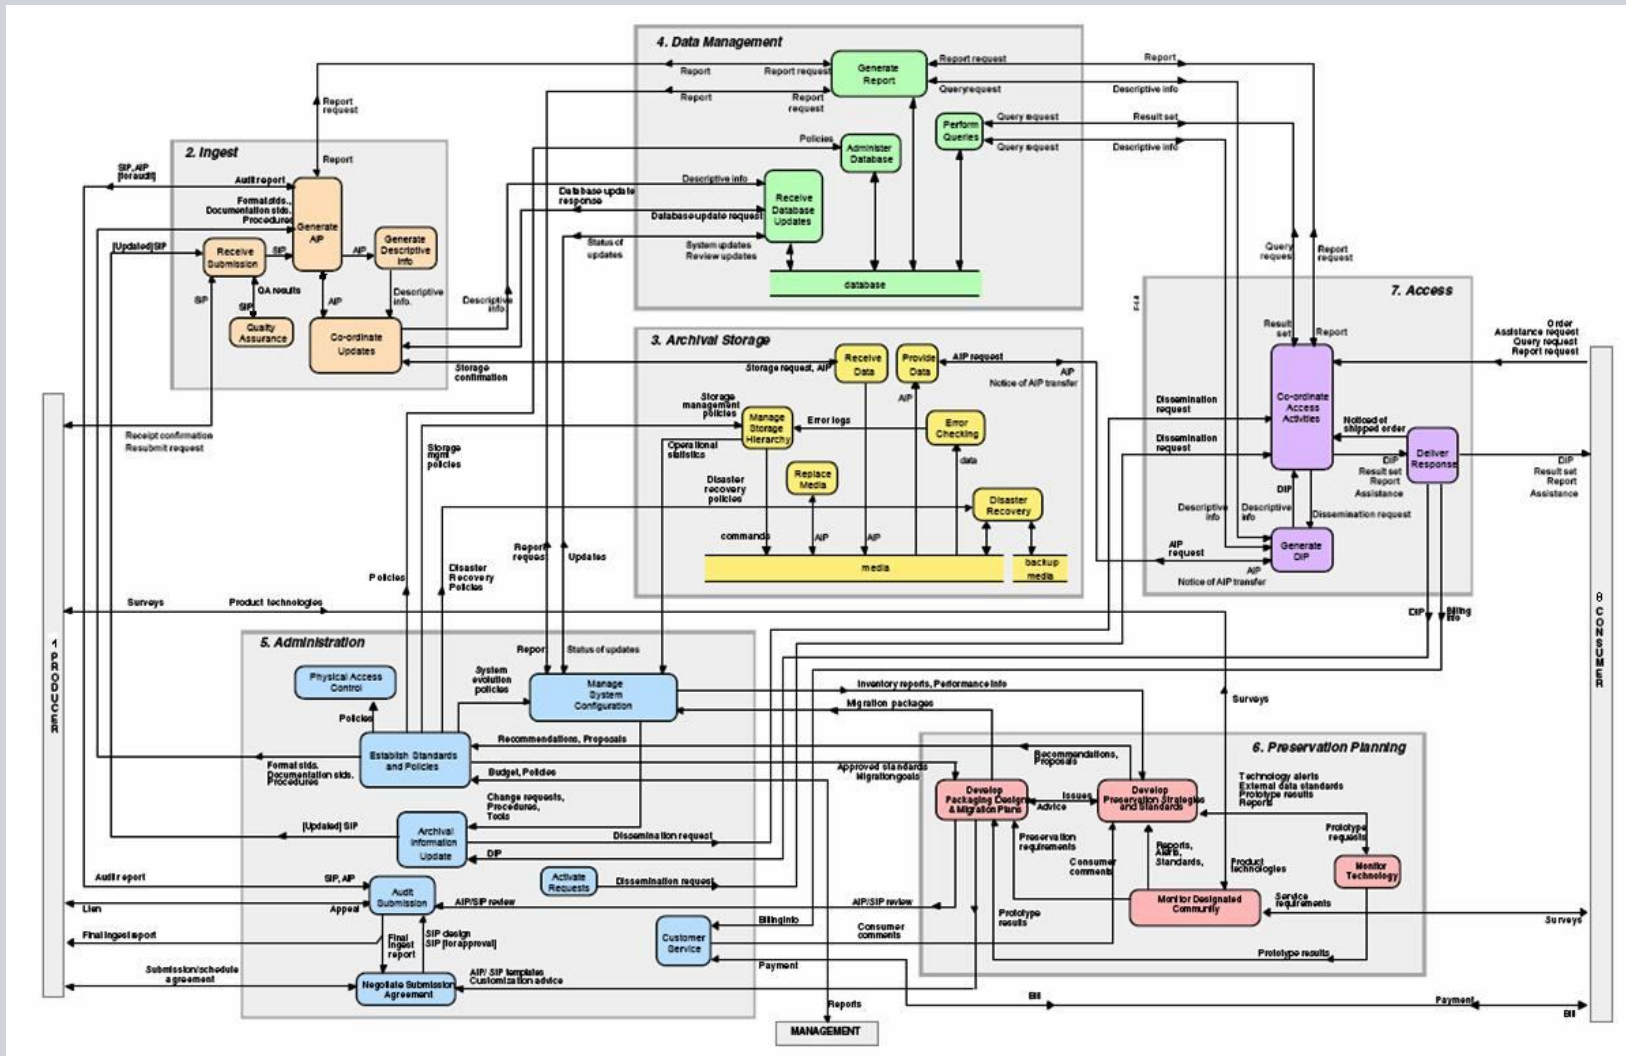 4. Data Management
Generate
Report
Report
Report request
Report request
Report
Report
Report
request
Queryrequest
Descriptive info
Perform
Queries
Query request
Result set
Query request
Descriptive info
Policies
Administer
Database
Descriptive info
Receive
Database
Updates
Database update
response
Database update request
Status of
updates
System updates
Review updates
database
Report
request
Report
2. Ingest
SIP, AIP
[for audit]
Audit report
Format stds.,
Documentation stds.
Procedures
Generate
AIP
[Updated] SIP
Receive
Submission
SIP
AIP
Generate
Descriptive
Info
QA results
SIP
SIP
AIP
Descriptive
info.
Quality
Assurance
Co-ordinate
Updates
Descriptive
info.
Storage
confirmation
3. Archival Storage
Receive
Data
Provide
Data
Storage request, AIP
AIP request
AIP
Notice of AIP transfer
AIP
Storage
management
policies
Manage
Storage
Hierarchy
Error logs
Error
Checking
Operational
statistics
data
Replace
Media
Disaster
recovery
policies
Disaster
Recovery
commands
AIP
AIP
media
backup
media
Storage
mgmt
policies
Receipt confirmation
Resubmit request
Query
request
Report
request
7. Access
Result
set
Report
Order
Assistance request
Query request
Report request
Co-ordinate
Access
Activities
Dissemination
request
Dissemination
request
Noticed of
shipped order
Deliver
Response
DIP
Result set
Report
Assistance
DIP
Result set
Report
Assistance
DIP
Descriptive
info
Descriptive
info
Dissemination request
Generate
DIP
AIP
request
AIP
Notice of AIP transfer
DIP
Billing
info
Report
request
Updates
Policies
Disaster
Recovery
Policies
Surveys
Product technologies
1 PRODUCER
8 CONSUMER
5. Administration
Report
Status of updates
Physical Access
Control
Policies
System
evolution
policies
Manage
System
Configuration
Inventory reports, Performance info
Migration packages
Surveys
Establish Standards
and Policies
Recommendations, Proposals
Budget, Policies
Format stds.
Documentation stds.
Procedures
Change requests,
Procedures,
Tools
[Updated] SIP
Archival
Information
Update
Dissemination request
DIP
Activate
Requests
Dissemination request
Audit report
SIP, AIP
Audit
Submission
Lien
Appeal
AIP/SIP review
AIP/SIP review
Final ingest report
Final
ingest
report
SIP design
SIP [for approval]
Customer
Service
Billing info
Consumer
comments
Payment
Submission/schedule
agreement
Negotiate Submission
Agreement
AIP/ SIP templates
Customization advice
Reports
MANAGEMENT
6. Preservation Planning
Recommendations,
Proposals
Approved standards
Migration goals
Develop
Packaging Designs
& Migration Plans
Issues
Advice
Develop
Preservation Strategies
and Standards
Technology alerts
External data standards
Prototype results
Reports
Prototype
requests
Preservation
requirements
Consumer
comments
Reports,
Alerts,
Standards,
Product
technologies
Monitor
Technology
Monitor Designated
Community
Service
requirements
Surveys
Prototype
results
Prototype results
Bill
Payment
Bill